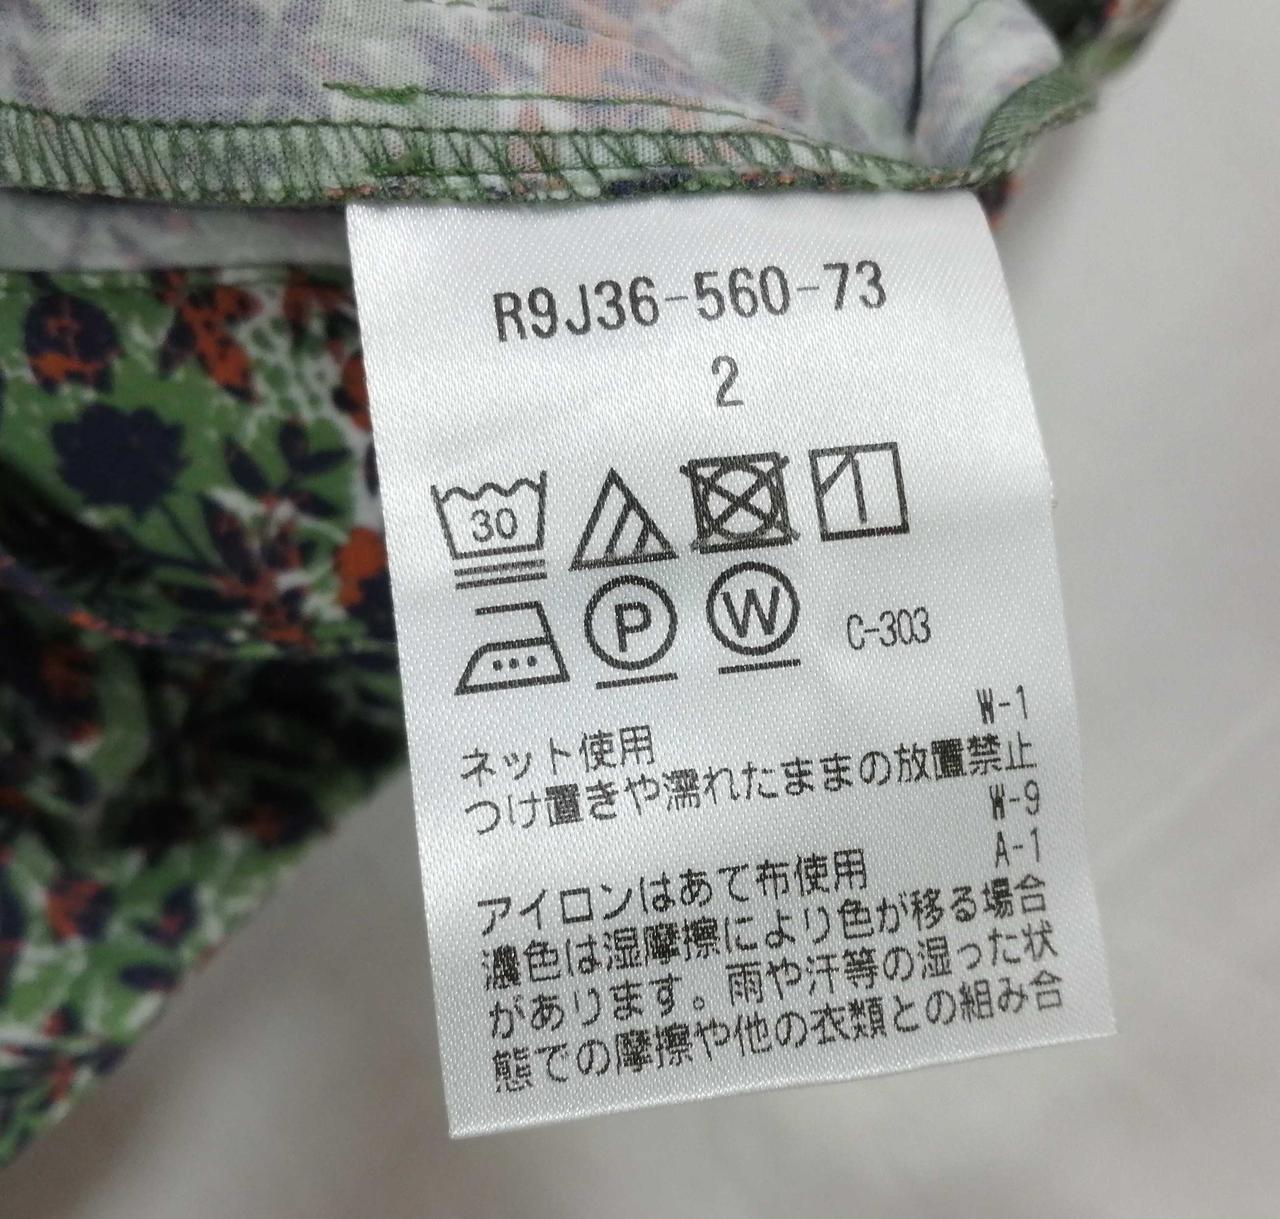 R9J36-560-73
2
30
P W C-303
W-1
ネット使用
つけ置きや濡れたままの放置禁止
W-9
A-1
アイロンはあて布使用
濃色は湿摩擦により色が移る場合
があります。雨や汗等の湿った状
態での摩擦や他の衣類との組み合